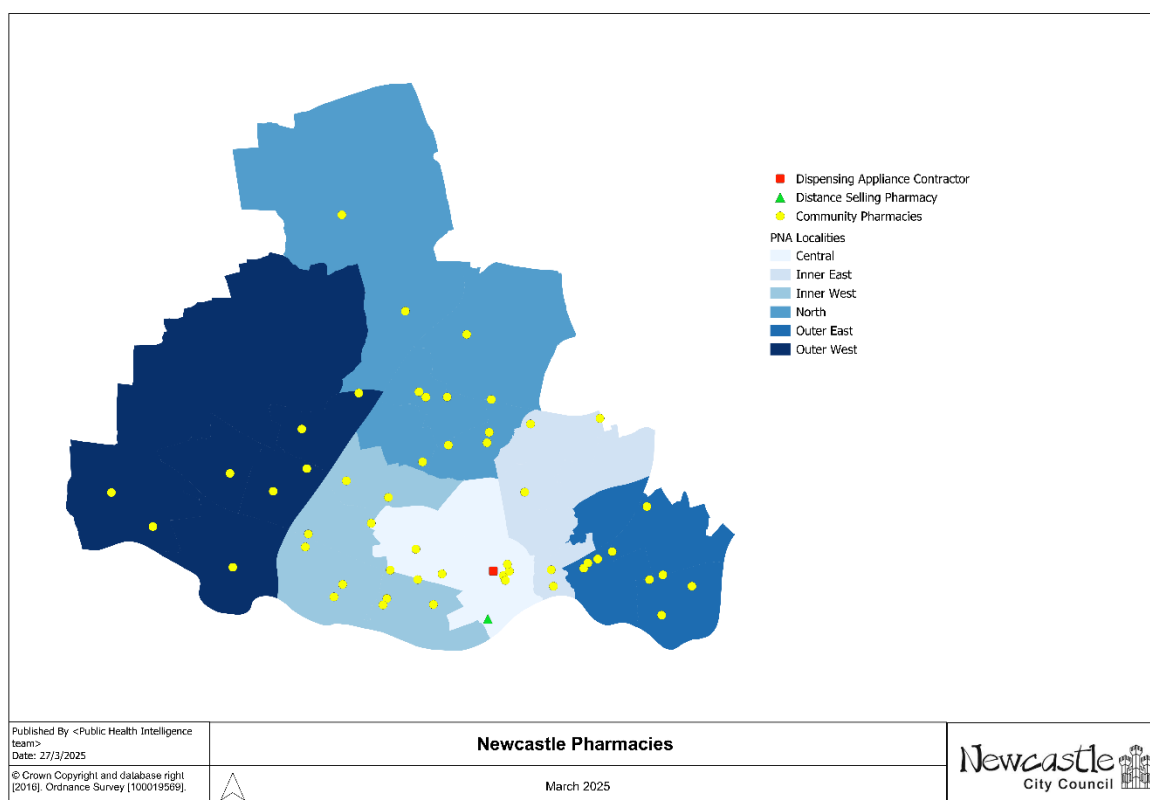 Dispensing Appliance Contractor
Distance Selling Pharmacy
Community Pharmacies
PNA Localities
Central
Inner East
Inner West
North
Outer East
Outer West
Published By <Public Health Intelligence
team>
Date: 27/3/2025
© Crown Copyright and database right
[2016]. Ordnance Survey [100019569].
Newcastle Pharmacies
March 2025
Newcastle
City Council